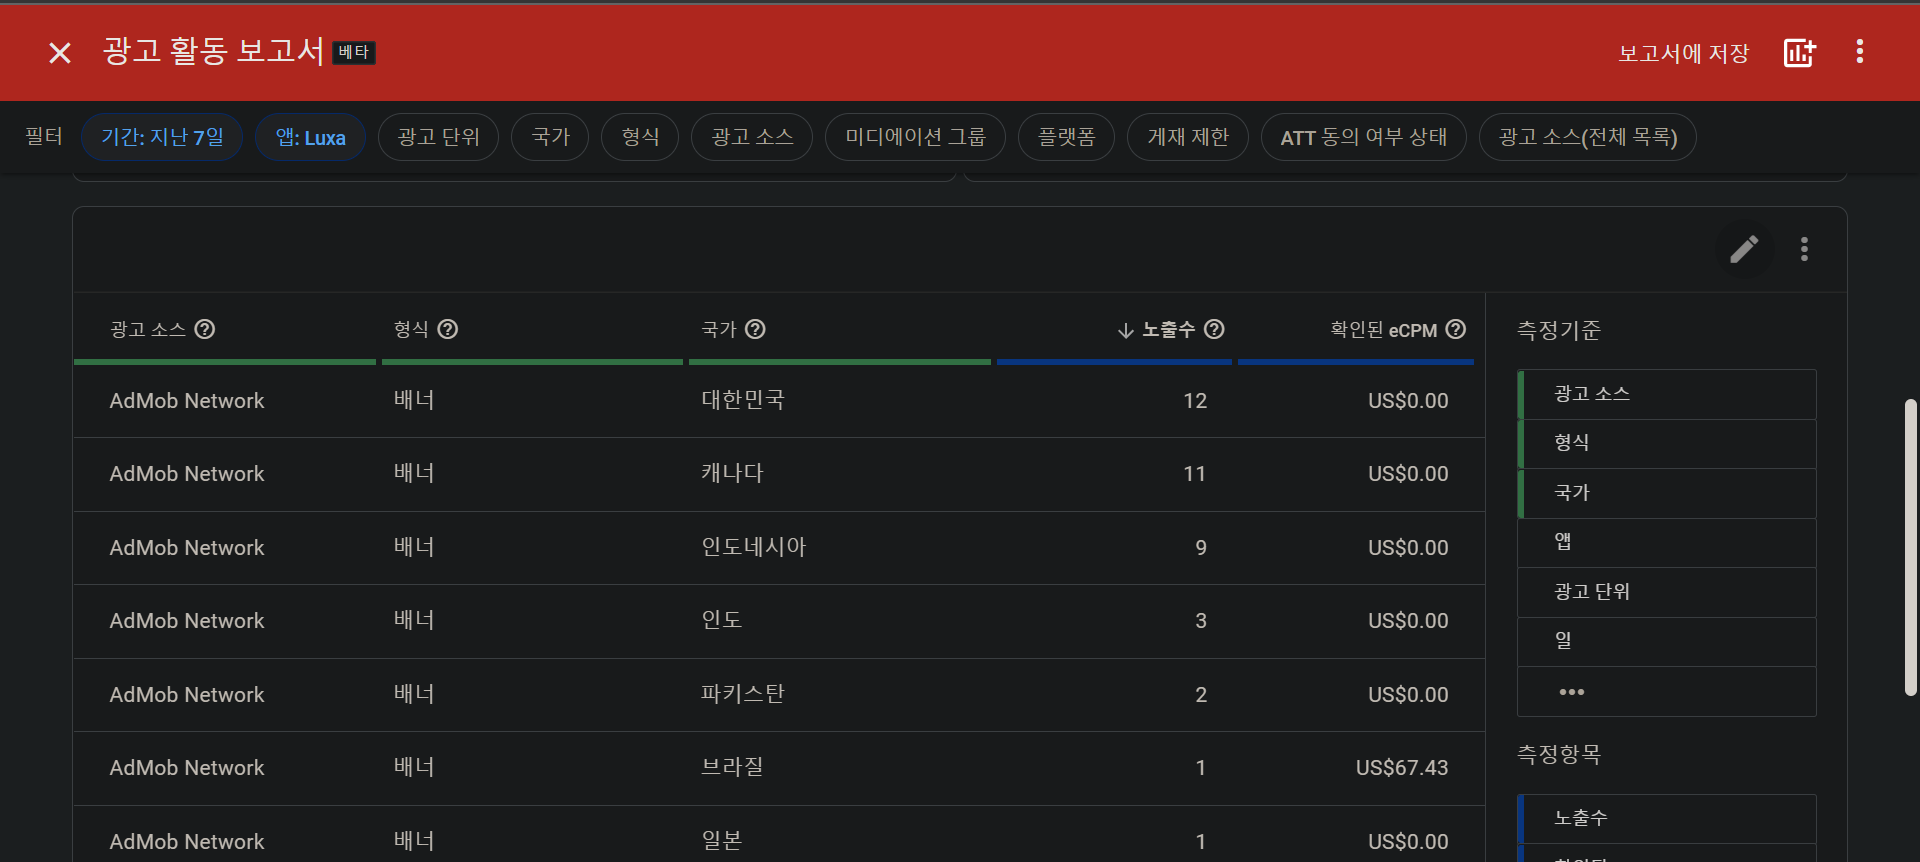 광고 활동 보고서 베타
보고서에 저장
필터 기간: 지난 7일 앱: Luxa 광고 단위 국가 형식 광고 소스 미디에이션 그룹 플랫폼 게재 제한 ATT 동의 여부 상태 광고 소스(전체 목록)
광고 소스 형식 국가 노출수 확인된 eCPM
AdMob Network 배너 대한민국 12 US$0.00
AdMob Network 배너 캐나다 11 US$0.00
AdMob Network 배너 인도네시아 9 US$0.00
AdMob Network 배너 인도 3 US$0.00
AdMob Network 배너 파키스탄 2 US$0.00
AdMob Network 배너 브라질 1 US$67.43
AdMob Network 배너 일본 1 US$0.00
측정기준
광고 소스
형식
국가
앱
광고 단위
일
측정항목
노출수